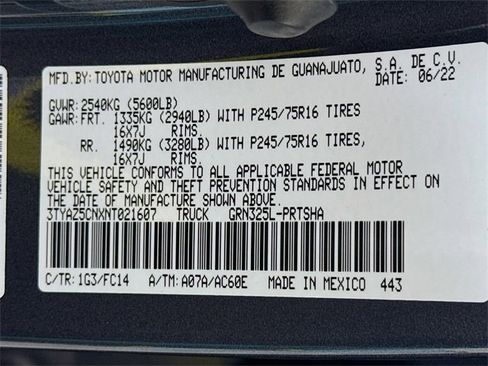 MFD.BY:TOYOTA MOTOR MANUFACTURING DE GUANAJUATO, S.A. DE C.V.
DATE: 06/22
GVWR:2540KG (5600LB)
GAWR:FRT. 1335KG (2940LB) WITH P245/75R16 TIRES
16X7J RIMS.
RR. 1490KG (3280LB) WITH P245/75R16 TIRES,
16X7J RIMS.
THIS VEHICLE CONFORMS TO ALL APPLICABLE FEDERAL MOTOR
VEHICLE SAFETY AND THEFT PREVENTION STANDARDS IN EFFECT ON
THE DATE OF MANUFACTURE SHOWN ABOVE.
3TYAZ5CNXNT021607 TRUCK GRN325L-PRTSHA
C/TR: 1G3/FC14 A/TM: A07A/AC60E MADE IN MEXICO 443